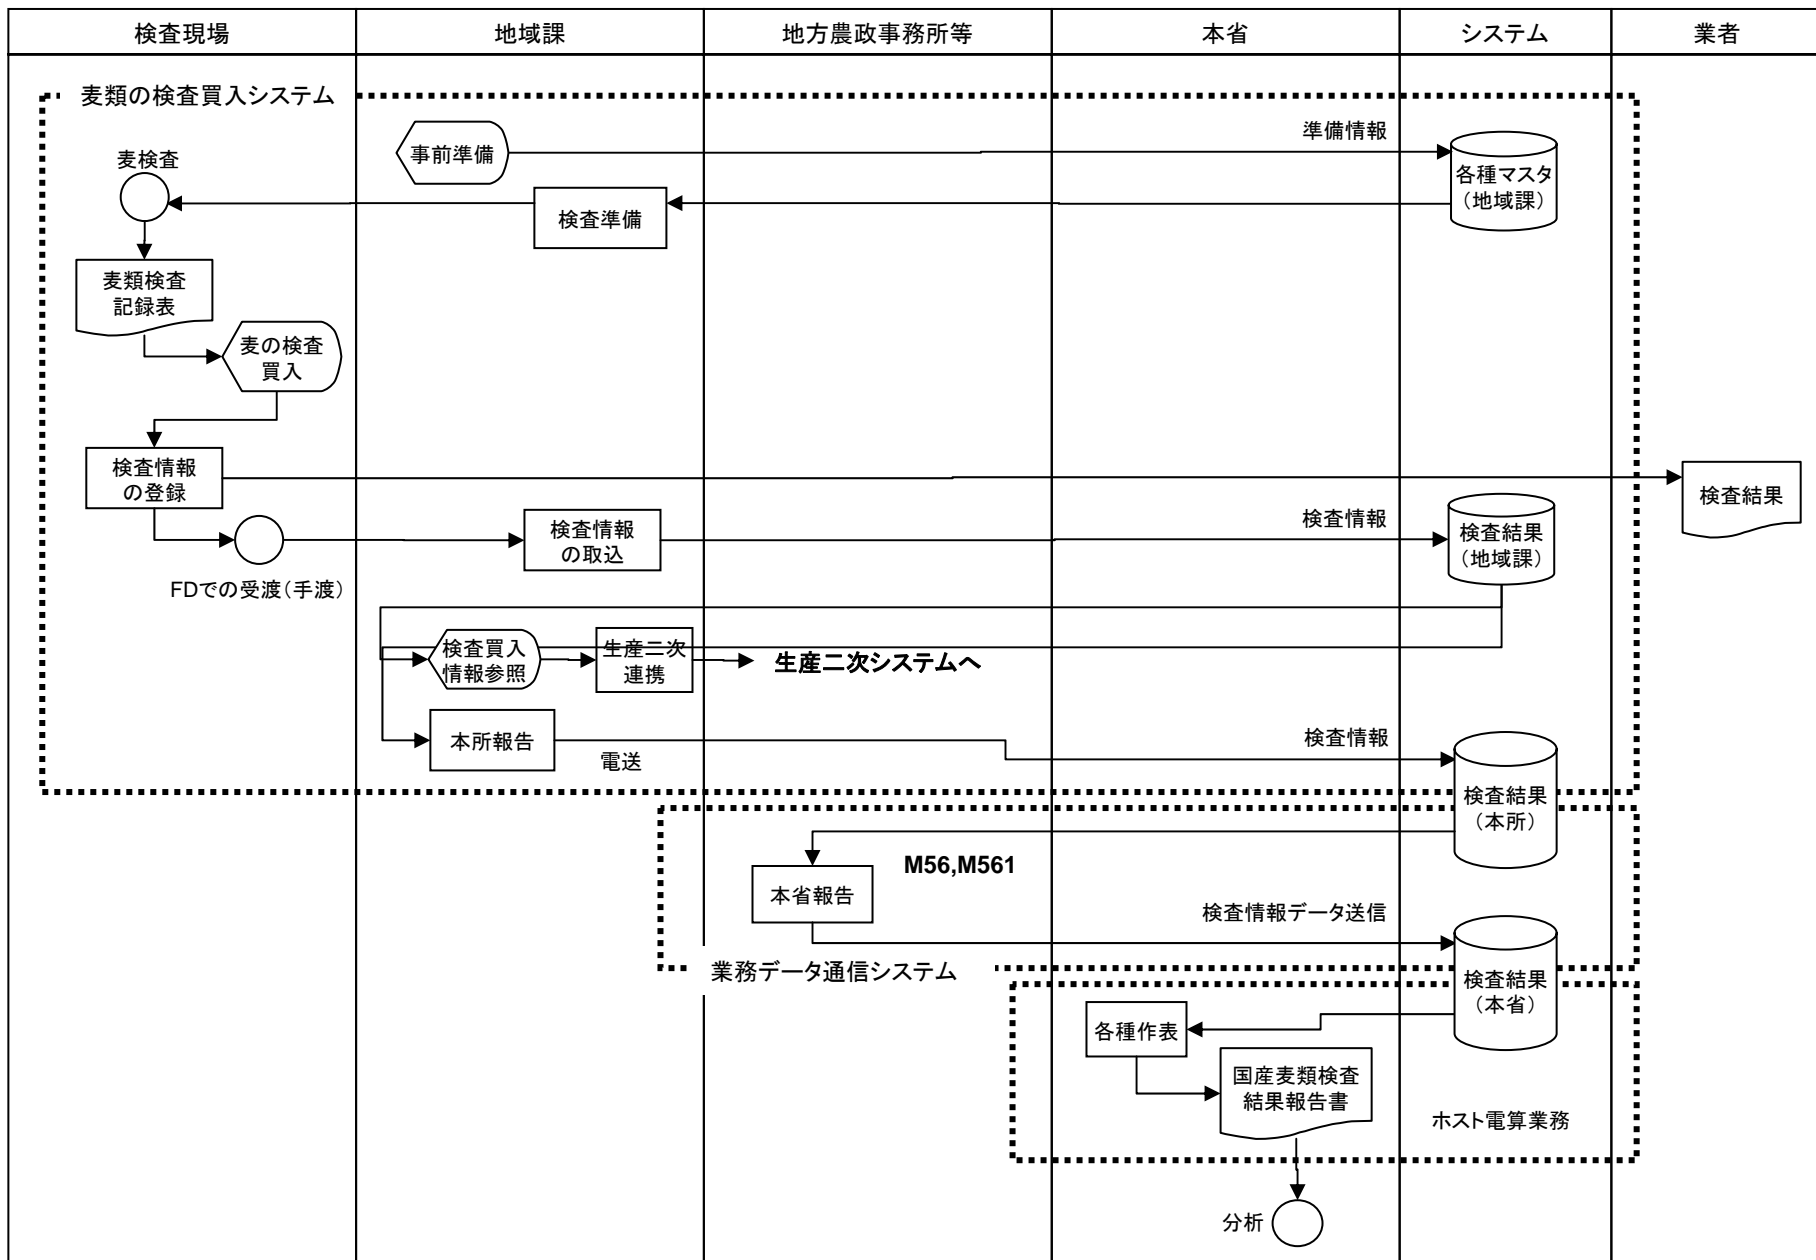 検査現場
地域課
地方農政事務所等
本省
システム
業者
麦類の検査買入システム
準備情報
事前準備
麦検査
各種マスタ
（地域課）
検査準備
麦類検査
記録表
麦の検査
買入
検査情報
の登録
検査結果
検査情報
の取込
検査情報
検査結果
（地域課）
FDでの受渡（手渡）
検査買入
情報参照
生産二次
連携
生産二次システムへ
本所報告
電送
検査情報
検査結果
（本所）
M56,M561
本省報告
検査情報データ送信
業務データ通信システム
検査結果
（本省）
各種作表
国産麦類検査
結果報告書
ホスト電算業務
分析